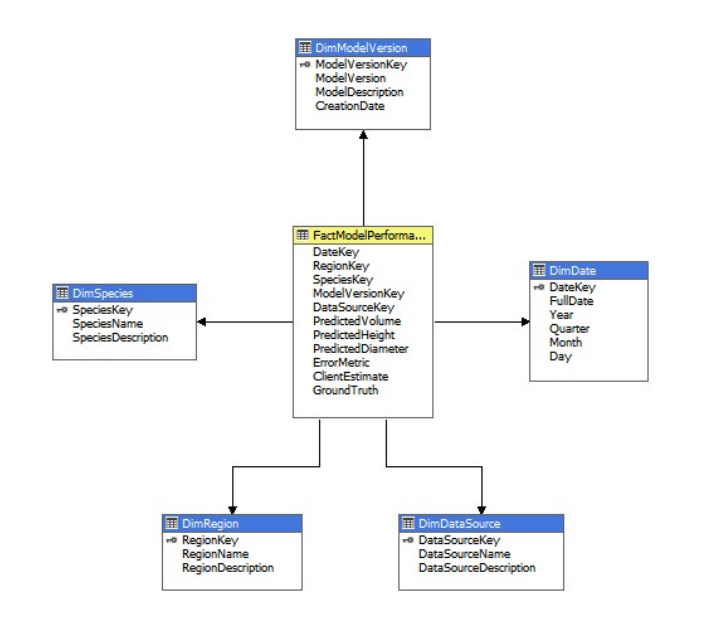 DimModelVersion
ModelVersionKey
ModelVersion
ModelDescription
CreationDate
FactModelPerforma...
DateKey
RegionKey
SpeciesKey
ModelVersionKey
DataSourceKey
PredictedVolume
PredictedHeight
PredictedDiameter
ErrorMetric
ClientEstimate
GroundTruth
DimDate
DateKey
FullDate
Year
Quarter
Month
Day
DimSpecies
SpeciesKey
SpeciesName
SpeciesDescription
DimRegion
RegionKey
RegionName
RegionDescription
DimDataSource
DataSourceKey
DataSourceName
DataSourceDescription